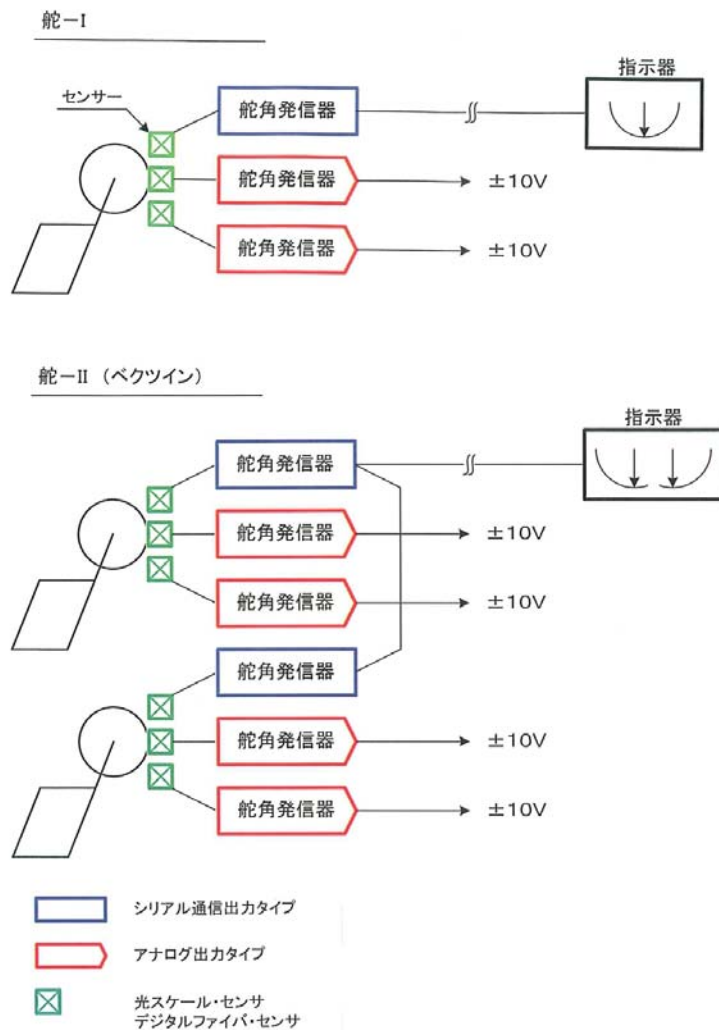 舵ーI
指示器
センサー
舵角発信器
舵角発信器
±10V
舵角発信器
±10V
舵ーII（ベクツイン）
指示器
舵角発信器
舵角発信器
±10V
舵角発信器
±10V
舵角発信器
舵角発信器
±10V
舵角発信器
±10V
シリアル通信出力タイプ
アナログ出力タイプ
光スケール・センサ
デジタルファイバ・センサ